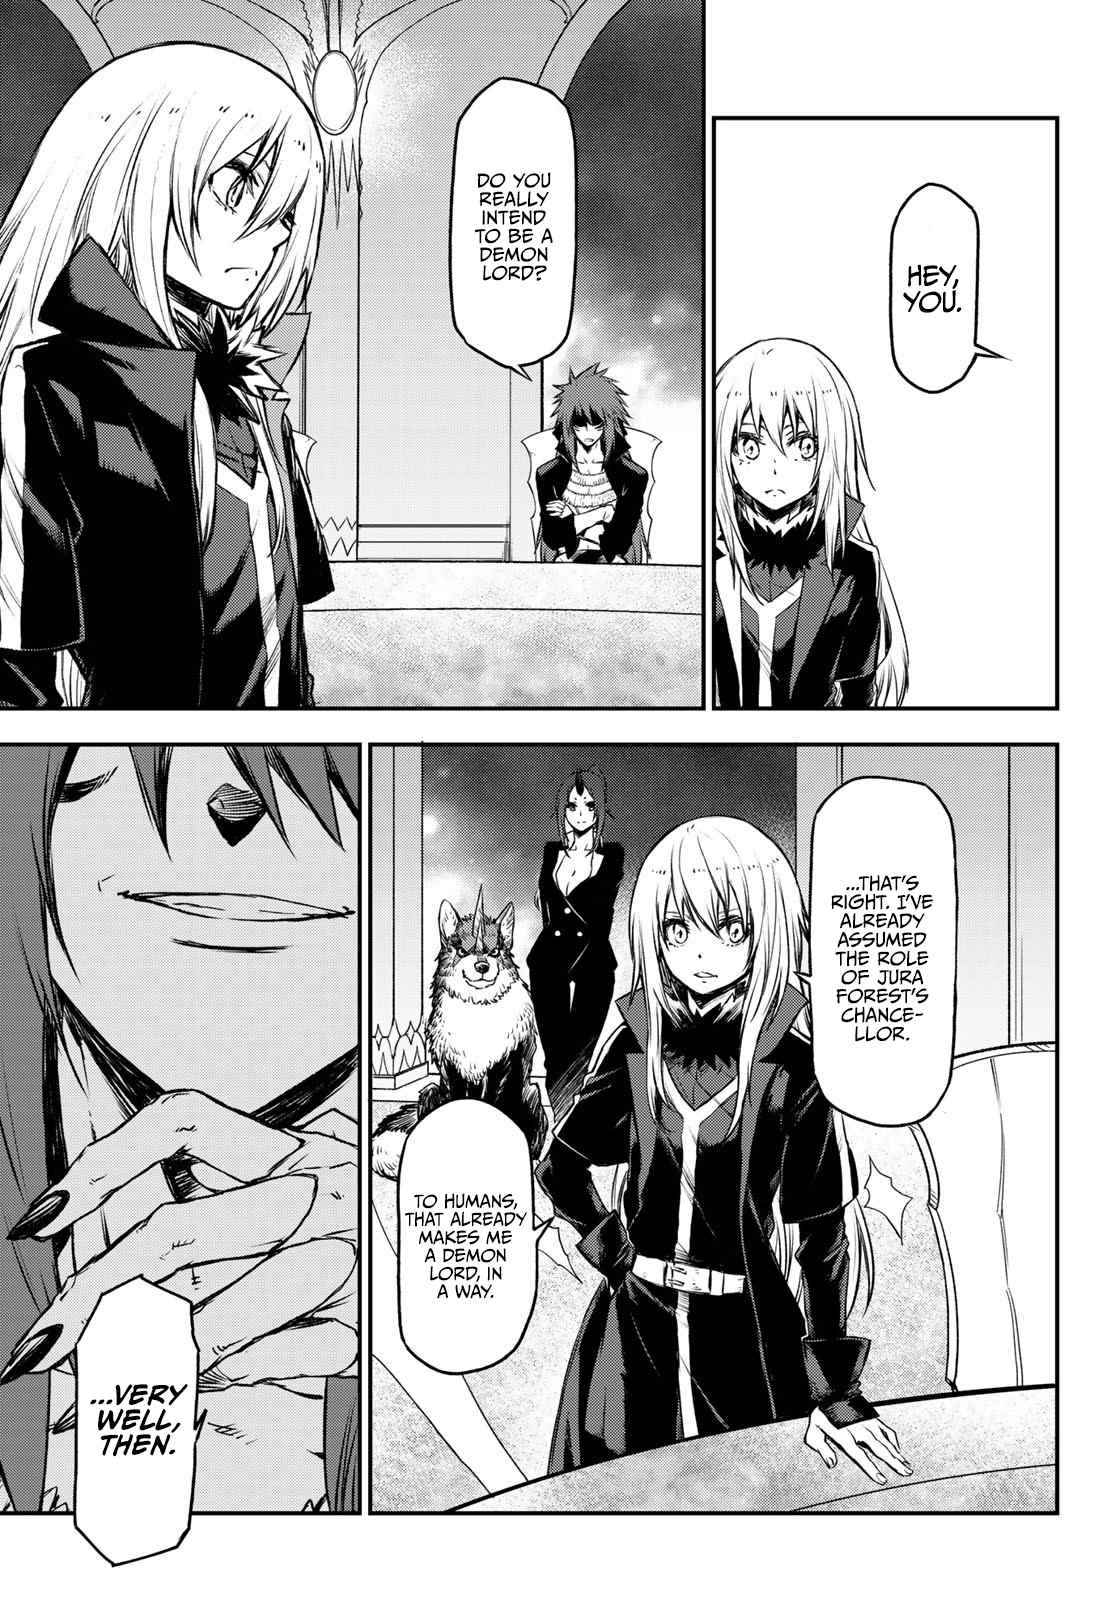 HEY,
YOU.
DO YOU
REALLY
INTEND
TO BE A
DEMON
LORD?
...THAT'S
RIGHT. I'VE
ALREADY
ASSUMED
THE ROLE
OF JURA
FOREST'S
CHANCE-
LLOR.
TO HUMANS,
THAT ALREADY
MAKES ME
A DEMON
LORD, IN
A WAY.
...VERY
WELL,
THEN.